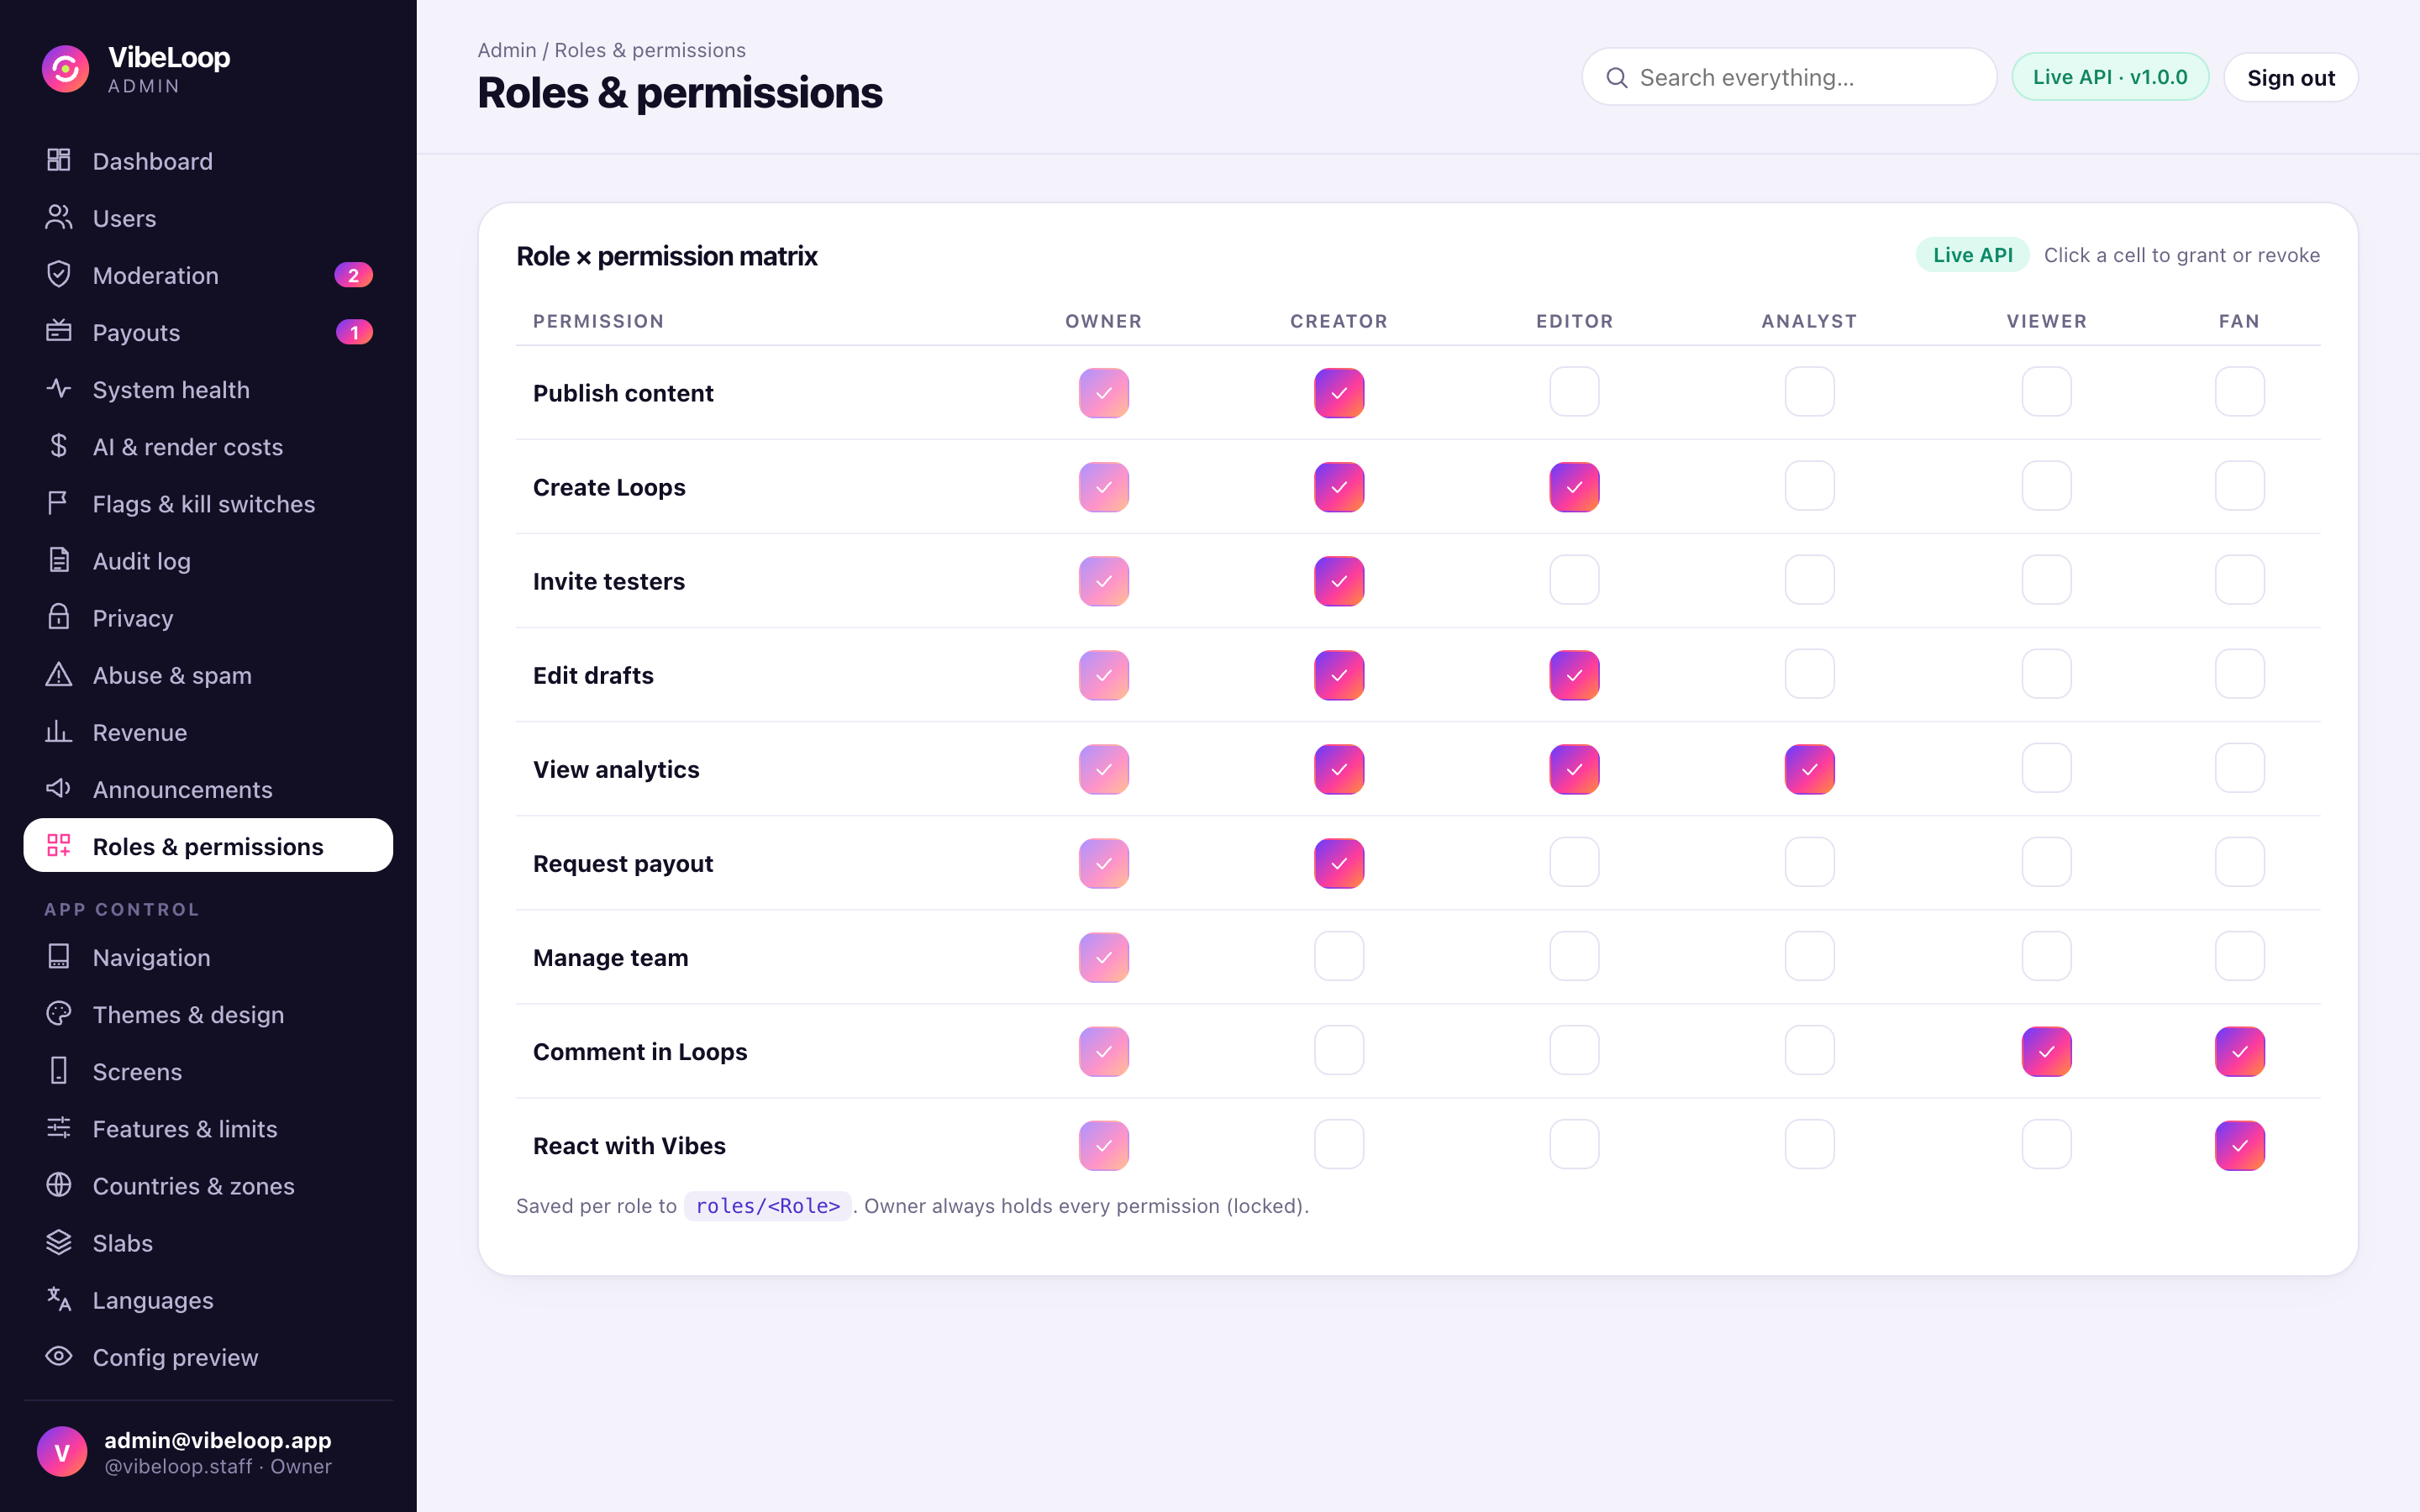 VibeLoop
ADMIN
Dashboard
Users
Moderation 2
Payouts 1
System health
AI & render costs
Flags & kill switches
Audit log
Privacy
Abuse & spam
Revenue
Announcements
Roles & permissions
APP CONTROL
Navigation
Themes & design
Screens
Features & limits
Countries & zones
Slabs
Languages
Config preview
V
admin@vibeloop.app
@vibeloop.staff · Owner
Admin / Roles & permissions
Roles & permissions
Search everything...
Live API · v1.0.0
Sign out
Role × permission matrix
Live API Click a cell to grant or revoke
PERMISSION OWNER CREATOR EDITOR ANALYST VIEWER FAN
Publish content
Create Loops
Invite testers
Edit drafts
View analytics
Request payout
Manage team
Comment in Loops
React with Vibes
Saved per role to roles/<Role>. Owner always holds every permission (locked).